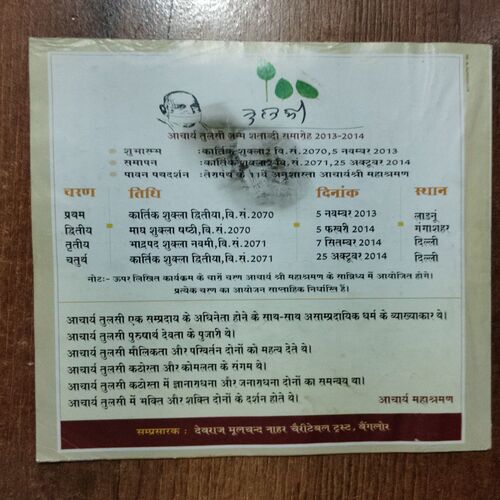 तुलसी
आचार्य तुलसी जन्म शताब्दी समारोह 2013-2014
शुभारम्भ : कार्तिक शुक्ला2 वि.सं.2070,5 नवम्बर 2013
समापन : कार्तिक शुक्ला2 वि.सं.2071,25 अक्टूबर 2014
पावन पथदर्शन : तेरापंथ के 11वें अनुशास्ता आचार्यश्री महाश्रमण
चरण तिथि दिनांक स्थान
प्रथम कार्तिक शुक्ला द्वितीया,वि.सं.2070 5 नवम्बर 2013 लाडनूं
द्वितीय माघ शुक्ला षष्ठी,वि.सं.2070 5 फरवरी 2014 गंगाशहर
तृतीय भाद्रपद शुक्ला नवमी,वि.सं.2071 7 सितम्बर 2014 दिल्ली
चतुर्थ कार्तिक शुक्ला द्वितीया,वि.सं.2071 25 अक्टूबर 2014 दिल्ली
नोट:- ऊपर लिखित कार्यक्रम के चारों चरण आचार्य श्री महाश्रमण के सान्निध्य में आयोजित होंगे।
प्रत्येक चरण का आयोजन साप्ताहिक निर्धारित हैं।
आचार्य तुलसी एक सम्प्रदाय के अधिनेता होने के साथ-साथ असाम्प्रदायिक धर्म के व्याख्याकार थे।
आचार्य तुलसी पुरुषार्थ देवता के पुजारी थे।
आचार्य तुलसी मौलिकता और परिवर्तन दोनों को महत्व देते थे।
आचार्य तुलसी कठोरता और कोमलता के संगम थे।
आचार्य तुलसी कठोरता में ज्ञानाराधना और जनाराधना दोनों का समन्वय था।
आचार्य तुलसी में भक्ति और शक्ति दोनों के दर्शन होते थे। आचार्य महाश्रमण
सम्प्रसारक : देवराज मूलचन्द नाहर चैरीटेबल ट्रस्ट, बैंगलोर